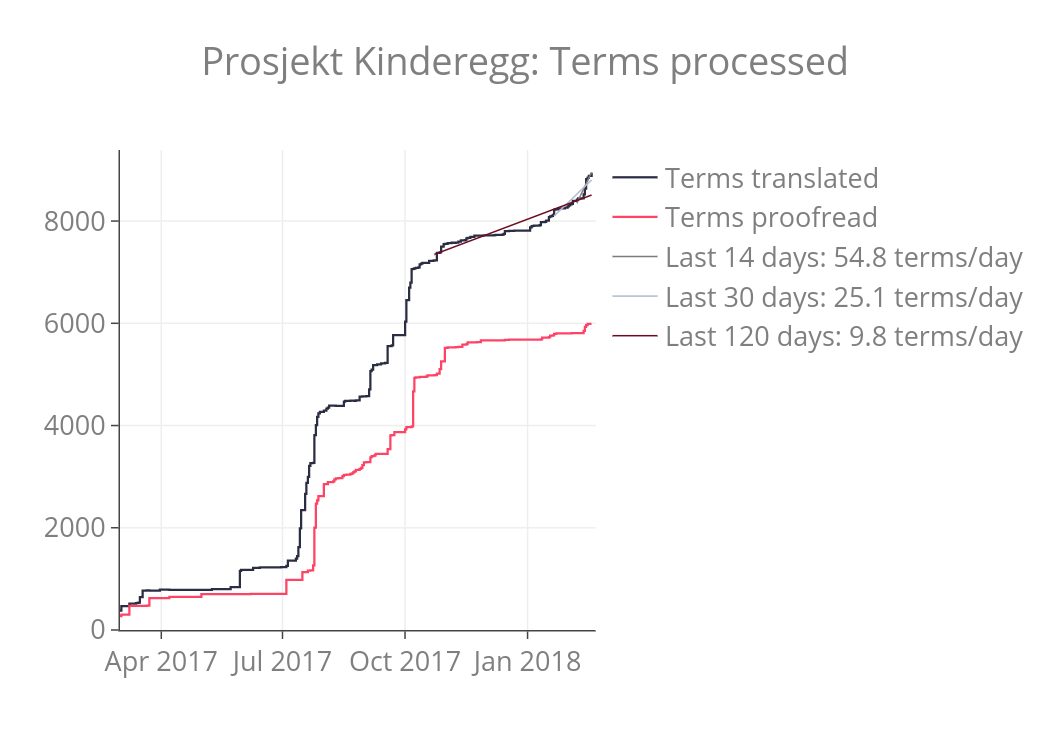 Prosjekt Kinderegg: Terms processed
Terms translated
Terms proofread
Last 14 days: 54.8 terms/day
Last 30 days: 25.1 terms/day
Last 120 days: 9.8 terms/day
8000
6000
4000
2000
0
Apr 2017 Jul 2017 Oct 2017 Jan 2018